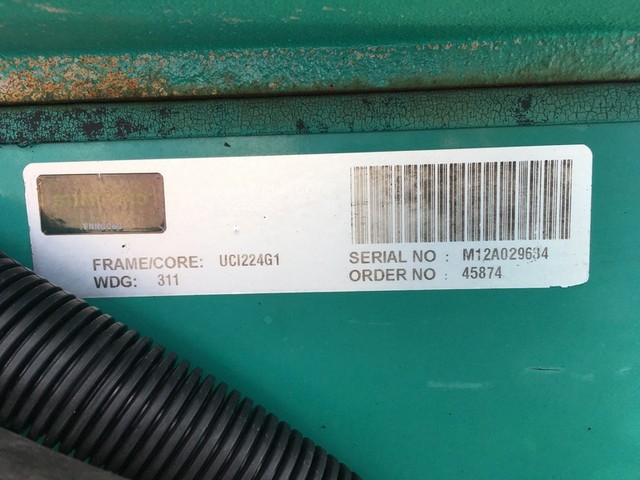 FRAME/CORE: UCI224G1
WDG: 311
SERIAL NO : M12A029634
ORDER NO : 45874